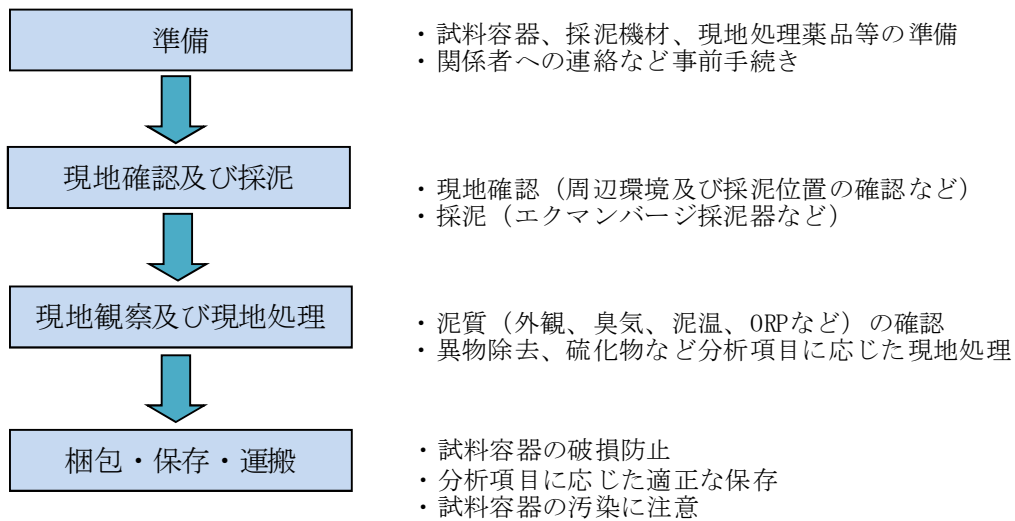 準備
・試料容器、採泥機材、現地処理薬品等の準備
・関係者への連絡など事前手続き
現地確認及び採泥
・現地確認（周辺環境及び採泥位置の確認など）
・採泥（エクマンバージ採泥器など）
現地観察及び現地処理
・泥質（外観、臭気、泥温、ORPなど）の確認
・異物除去、硫化物など分析項目に応じた現地処理
梱包・保存・運搬
・試料容器の破損防止
・分析項目に応じた適正な保存
・試料容器の汚染に注意